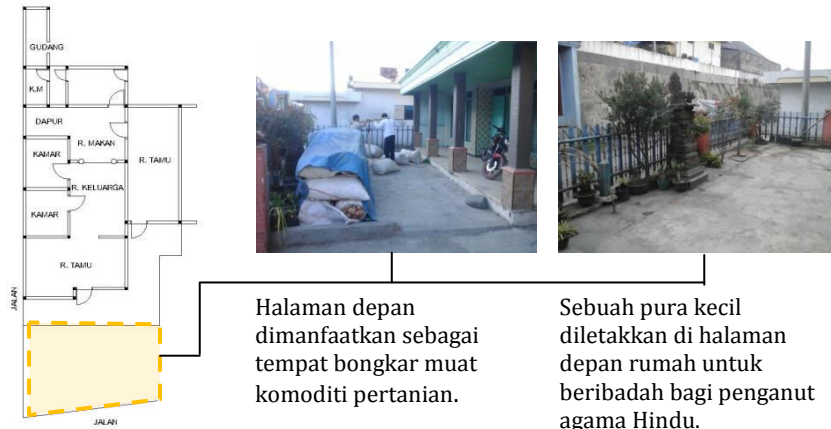 GUDANG
K.M
DAPUR
R. MAKAN
KAMAR
R. TAMU
R. KELUARGA
KAMAR
R. TAMU
JALAN
JALAN
Halaman depan
dimanfaatkan sebagai
tempat bongkar muat
komoditi pertanian.
Sebuah pura kecil
diletakkan di halaman
depan rumah untuk
beribadah bagi penganut
agama Hindu.